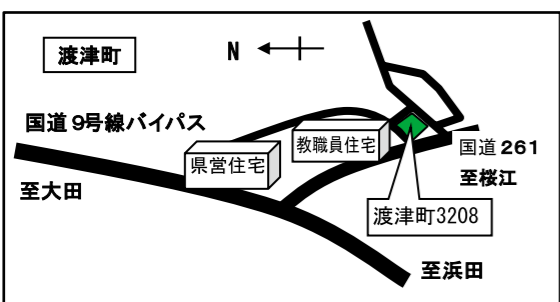 渡津町
N
国道9号線バイパス
教職員住宅
県営住宅
国道261
至桜江
至大田
渡津町3208
至浜田